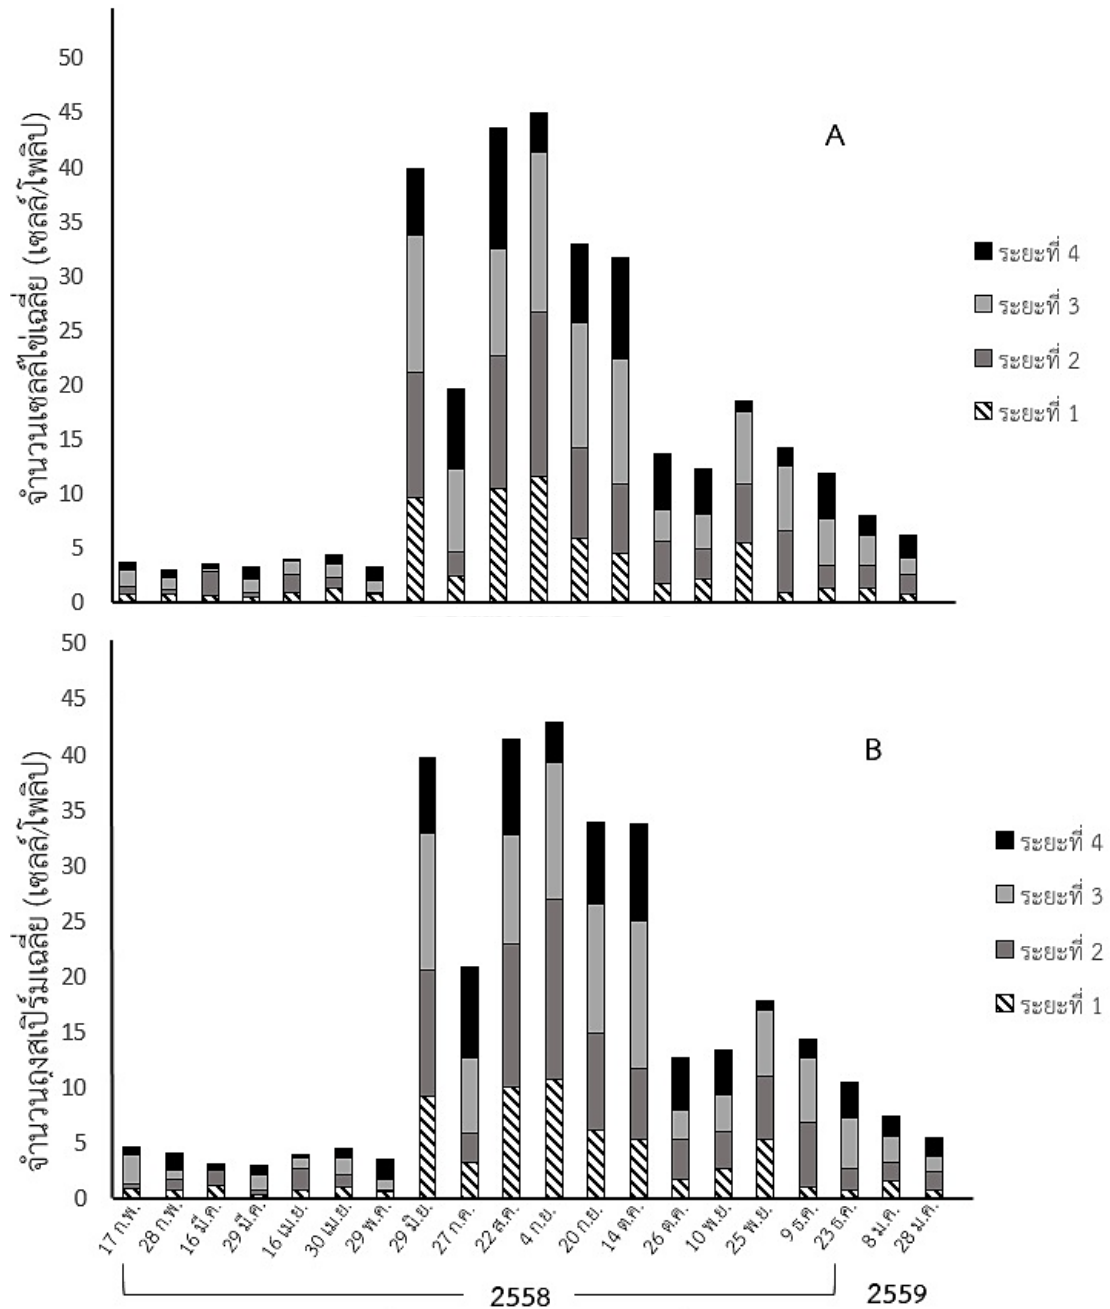 จำนวนเซลล์ไข่เฉลี่ย (เซลล์/โพลิป)
50
45
40
35
30
25
20
15
10
5
0
A
ระยะที่ 4
ระยะที่ 3
ระยะที่ 2
ระยะที่ 1
จำนวนถุงสเปิร์มเฉลี่ย (เซลล์/โพลิป)
50
45
40
35
30
25
20
15
10
5
0
B
ระยะที่ 4
ระยะที่ 3
ระยะที่ 2
ระยะที่ 1
17 ก.พ.
28 ก.พ.
16 มี.ค.
29 มี.ค.
16 เม.ย.
30 เม.ย.
29 พ.ค.
29 มิ.ย.
27 ก.ค.
22 ส.ค.
4 ก.ย.
20 ก.ย.
14 ต.ค.
26 ต.ค.
10 พ.ย.
25 พ.ย.
9 ธ.ค.
23 ธ.ค.
8 ม.ค.
28 ม.ค.
2558
2559